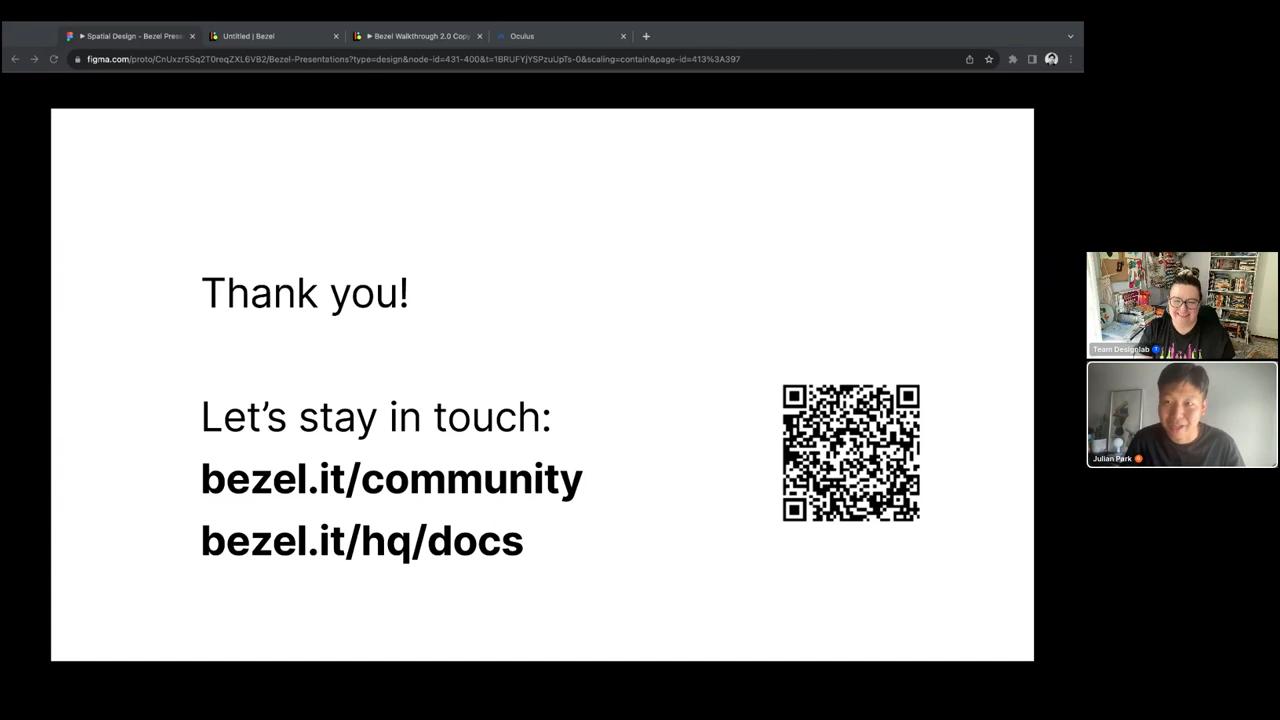 Spatial Design - Bezel Prese
Untitled | Bezel
Bezel Walkthrough 2.0 Copy
Oculus
figma.com/proto/CnUxzr5Sq2T0reqZXL6VB2/Bezel-Presentations?type=design&node-id=431-400&t=1BRUFYjYSPzuUpTs-0&scaling=contain&page-id=413%3A397
Thank you!
Let's stay in touch:
bezel.it/community
bezel.it/hq/docs
Team Designlab
Julian Park